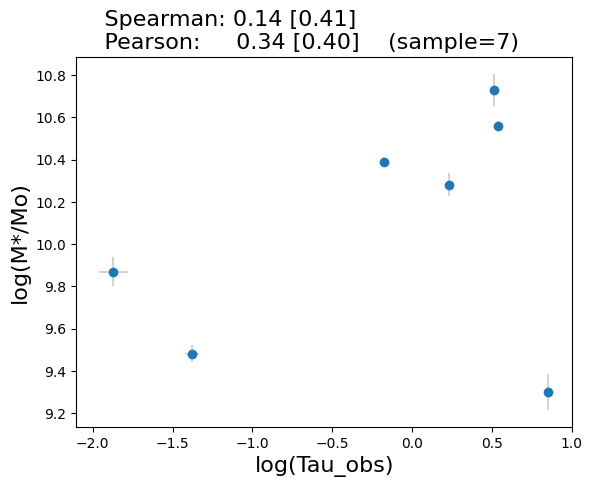 Spearman: 0.14 [0.41]
Pearson: 0.34 [0.40] (sample=7)
log(M*/Mo)
10.8
10.6
10.4
10.2
10.0
9.8
9.6
9.4
9.2
−2.0 −1.5 −1.0 −0.5 0.0 0.5 1.0
log(Tau_obs)